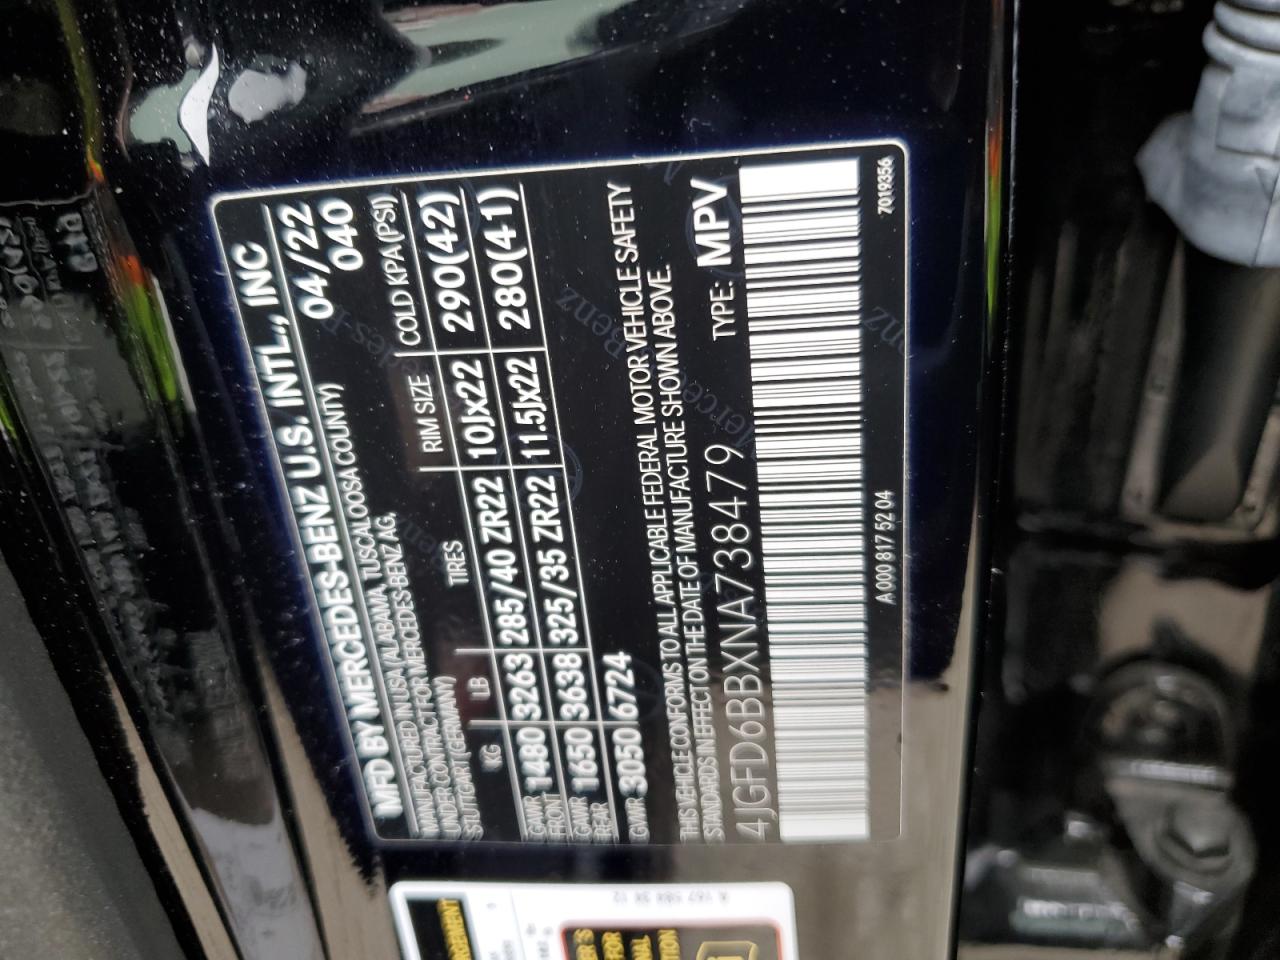 MFD BY MERCEDES-BENZ U.S. INTL., INC
MANUFACTURED IN USA (ALABAMA, TUSCALOOSA COUNTY) 04/22
UNDER CONTRACT FOR MERCEDES-BENZ AG, 040
STUTTGART (GERMANY)
KG LB TIRES RIM SIZE COLD KPA (PSI)
GAWR FRONT 1480 3263 285/40 ZR22 10Jx22 290(42)
GAWR REAR 1650 3638 325/35 ZR22 11.5Jx22 280(41)
GVWR 3050 6724
THIS VEHICLE CONFORMS TO ALL APPLICABLE FEDERAL MOTOR VEHICLE SAFETY
STANDARDS IN EFFECT ON THE DATE OF MANUFACTURE SHOWN ABOVE.
4JGFD6BBXNA738479 TYPE: MPV
A 000 817 52 04 7019356